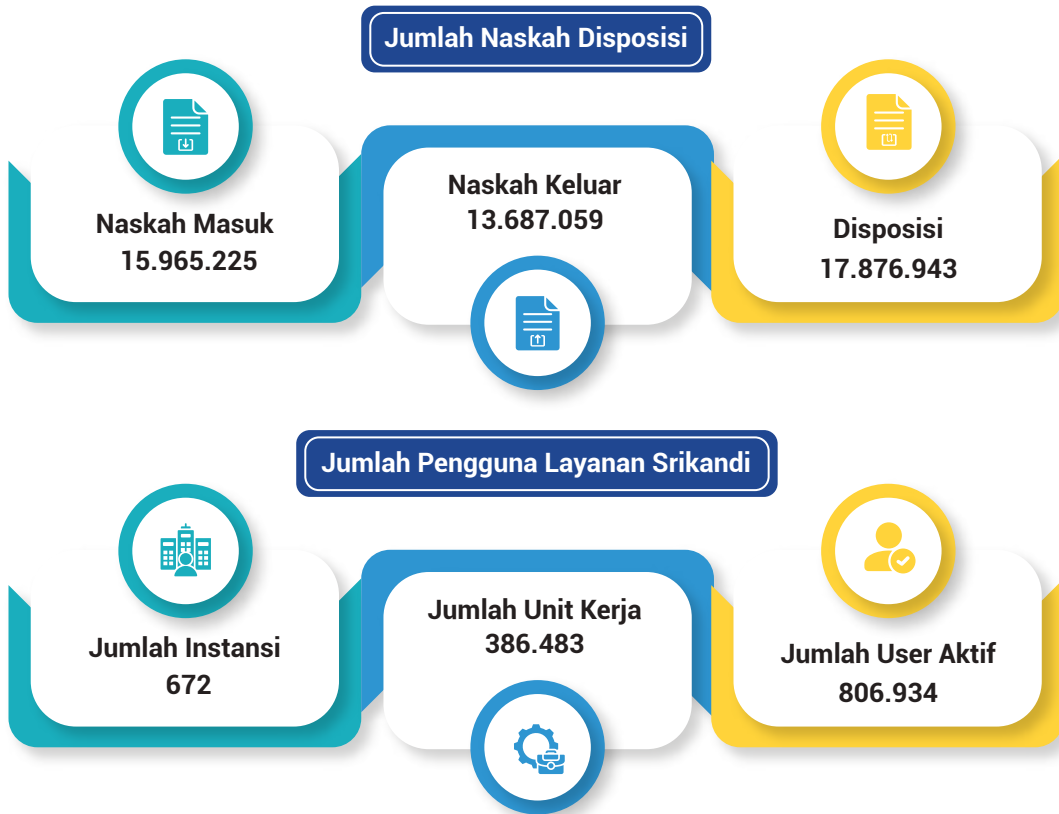 Jumlah Naskah Disposisi
Naskah Masuk
15.965.225
Naskah Keluar
13.687.059
Disposisi
17.876.943
Jumlah Pengguna Layanan Srikandi
Jumlah Instansi
672
Jumlah Unit Kerja
386.483
Jumlah User Aktif
806.934